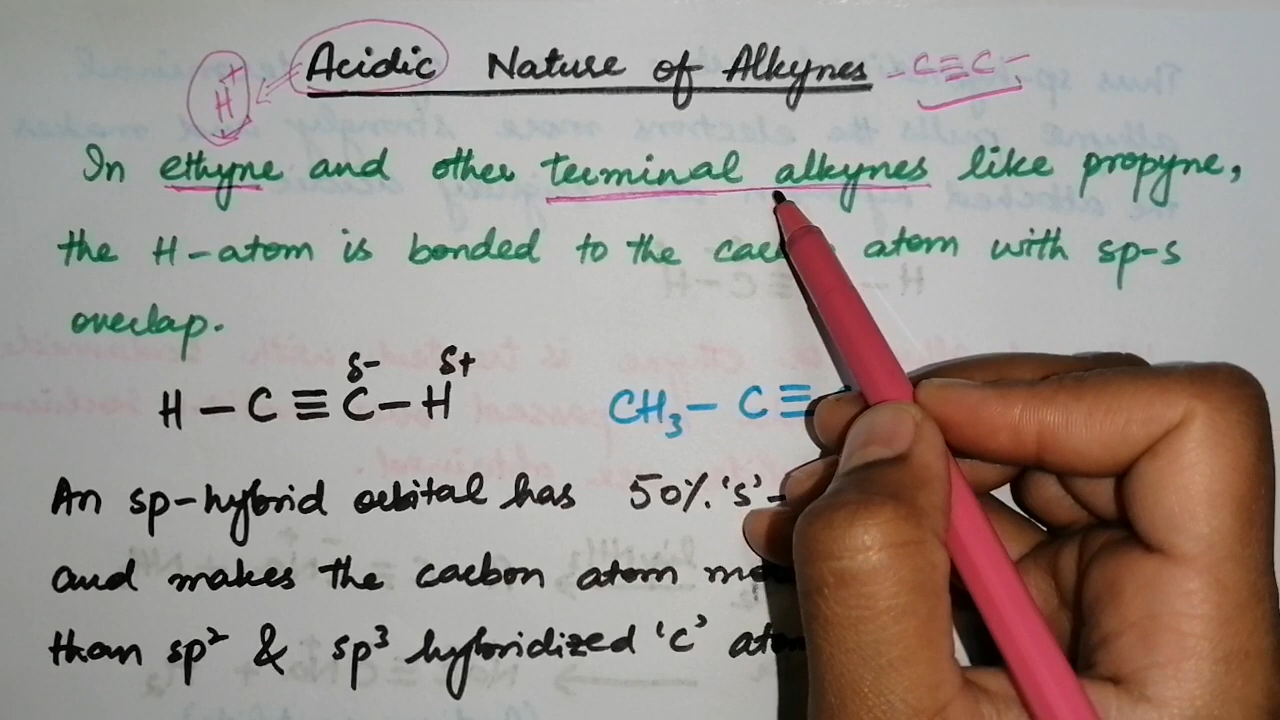 Acidic Nature of Alkynes -C≡C-
H+
In ethyne and other terminal alkynes like propyne,
the H-atom is bonded to the atom with sp-s
overlap.
δ- δ+
H-C≡C-H CH3-C≡
An sp-hybrid orbital has 50% 's'-
and makes the carbon atom
than sp² & sp³ hybridized 'C'